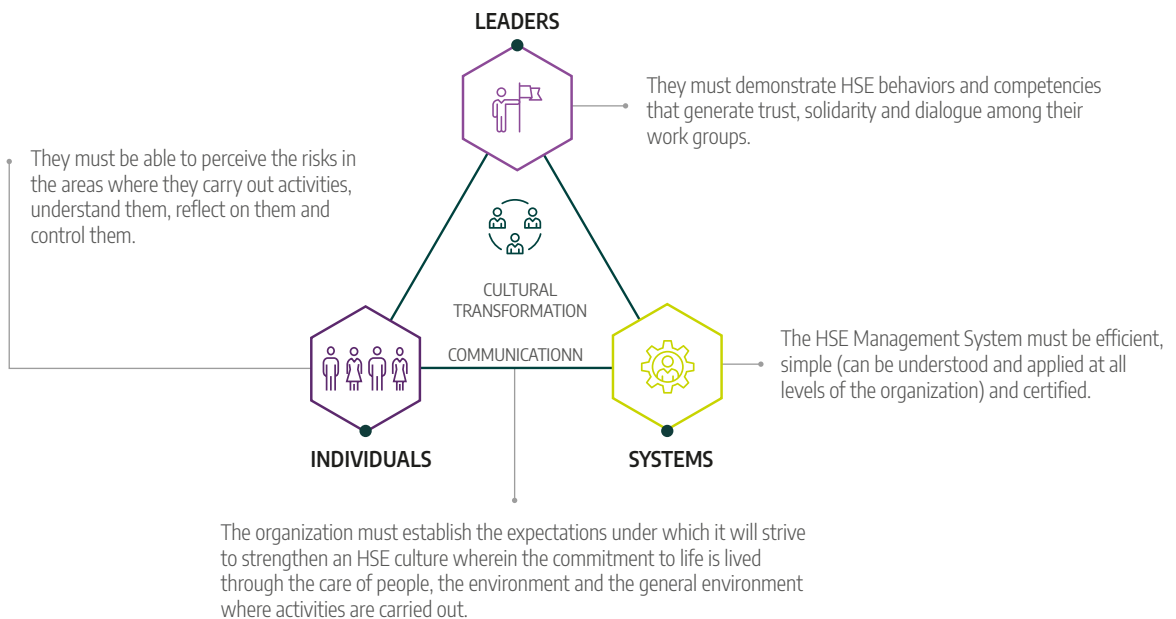 LEADERS
They must demonstrate HSE behaviors and competencies
that generate trust, solidarity and dialogue among their
work groups.
They must be able to perceive the risks in
the areas where they carry out activities,
understand them, reflect on them and
control them.
CULTURAL
TRANSFORMATION
COMMUNICATIONN
The HSE Management System must be efficient,
simple (can be understood and applied at all
levels of the organization) and certified.
INDIVIDUALS
SYSTEMS
The organization must establish the expectations under which it will strive
to strengthen an HSE culture wherein the commitment to life is lived
through the care of people, the environment and the general environment
where activities are carried out.